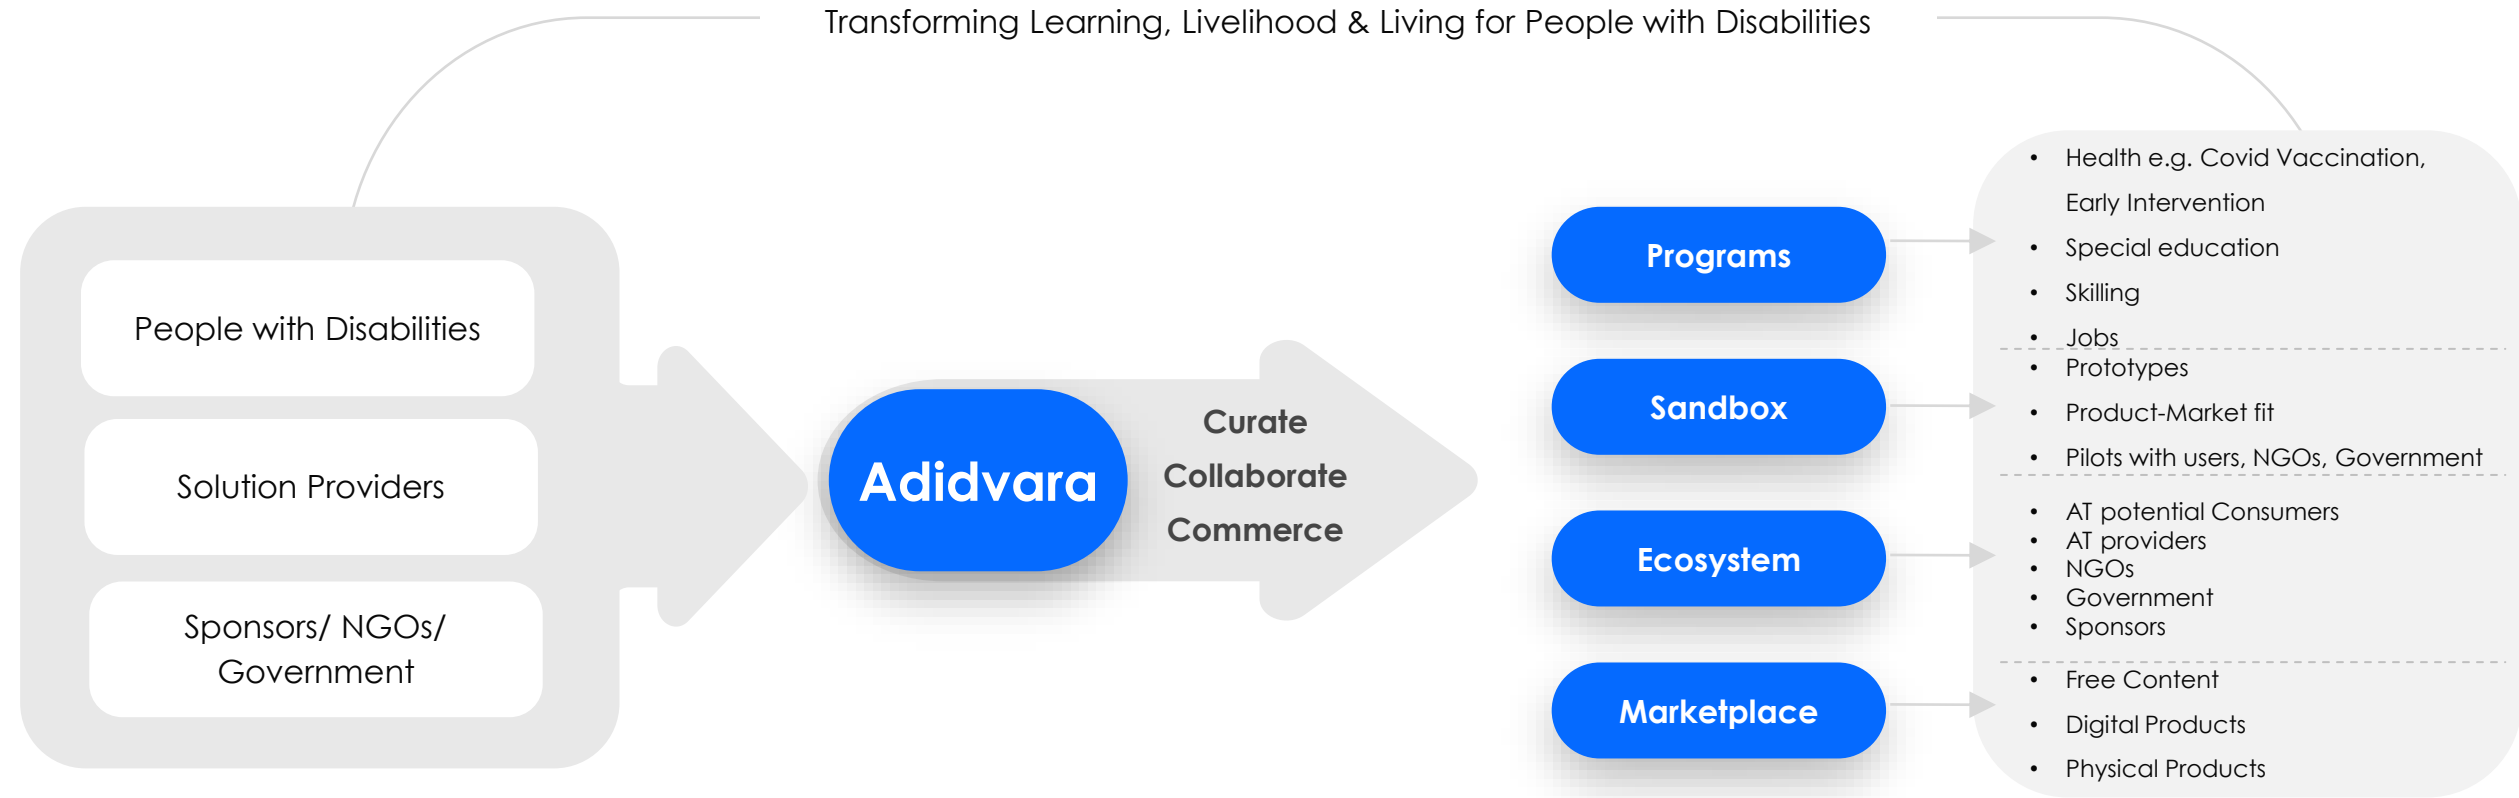 Transforming Learning, Livelihood & Living for People with Disabilities
People with Disabilities
Solution Providers
Sponsors/ NGOs/
Government
Adidvara
Curate
Collaborate
Commerce
Programs
Sandbox
Ecosystem
Marketplace
• Health e.g. Covid Vaccination,
Early Intervention
• Special education
• Skilling
• Jobs
• Prototypes
• Product-Market fit
• Pilots with users, NGOs, Government
• AT potential Consumers
• AT providers
• NGOs
• Government
• Sponsors
• Free Content
• Digital Products
• Physical Products